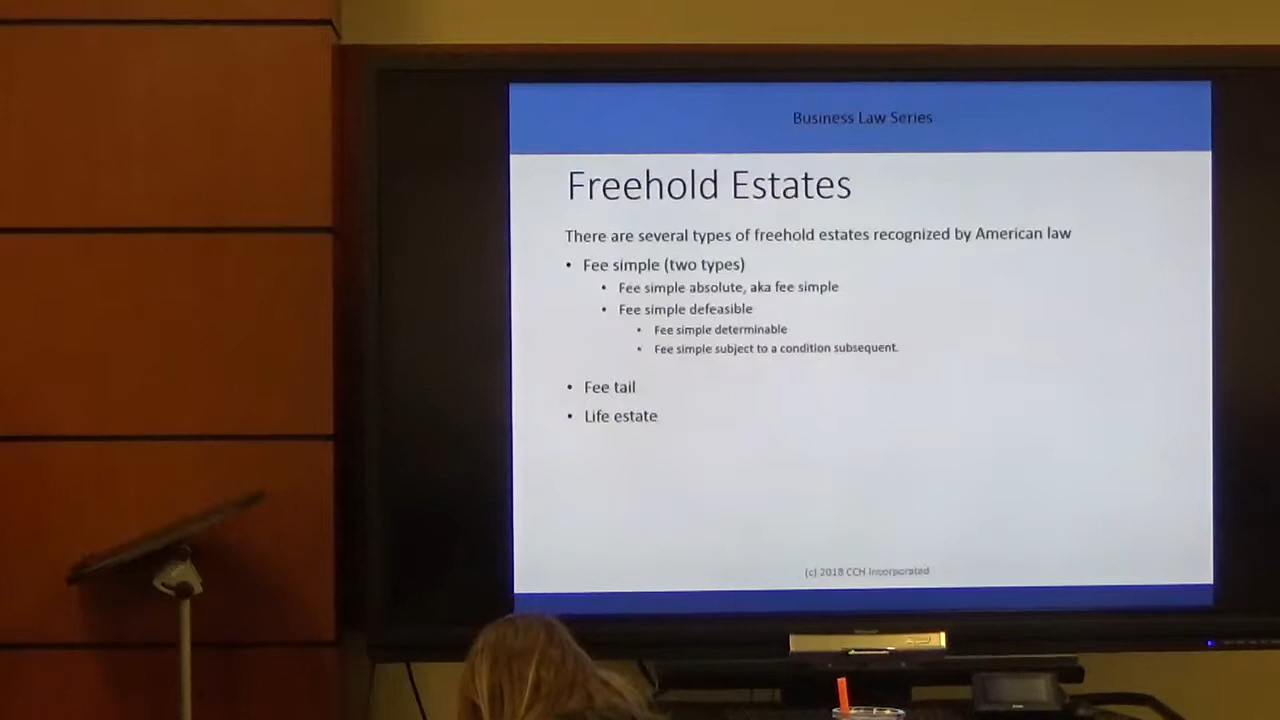 Business Law Series
Freehold Estates
There are several types of freehold estates recognized by American law
• Fee simple (two types)
• Fee simple absolute, aka fee simple
• Fee simple defeasible
• Fee simple determinable
• Fee simple subject to a condition subsequent.
• Fee tail
• Life estate
(c) 2018 CCH Incorporated